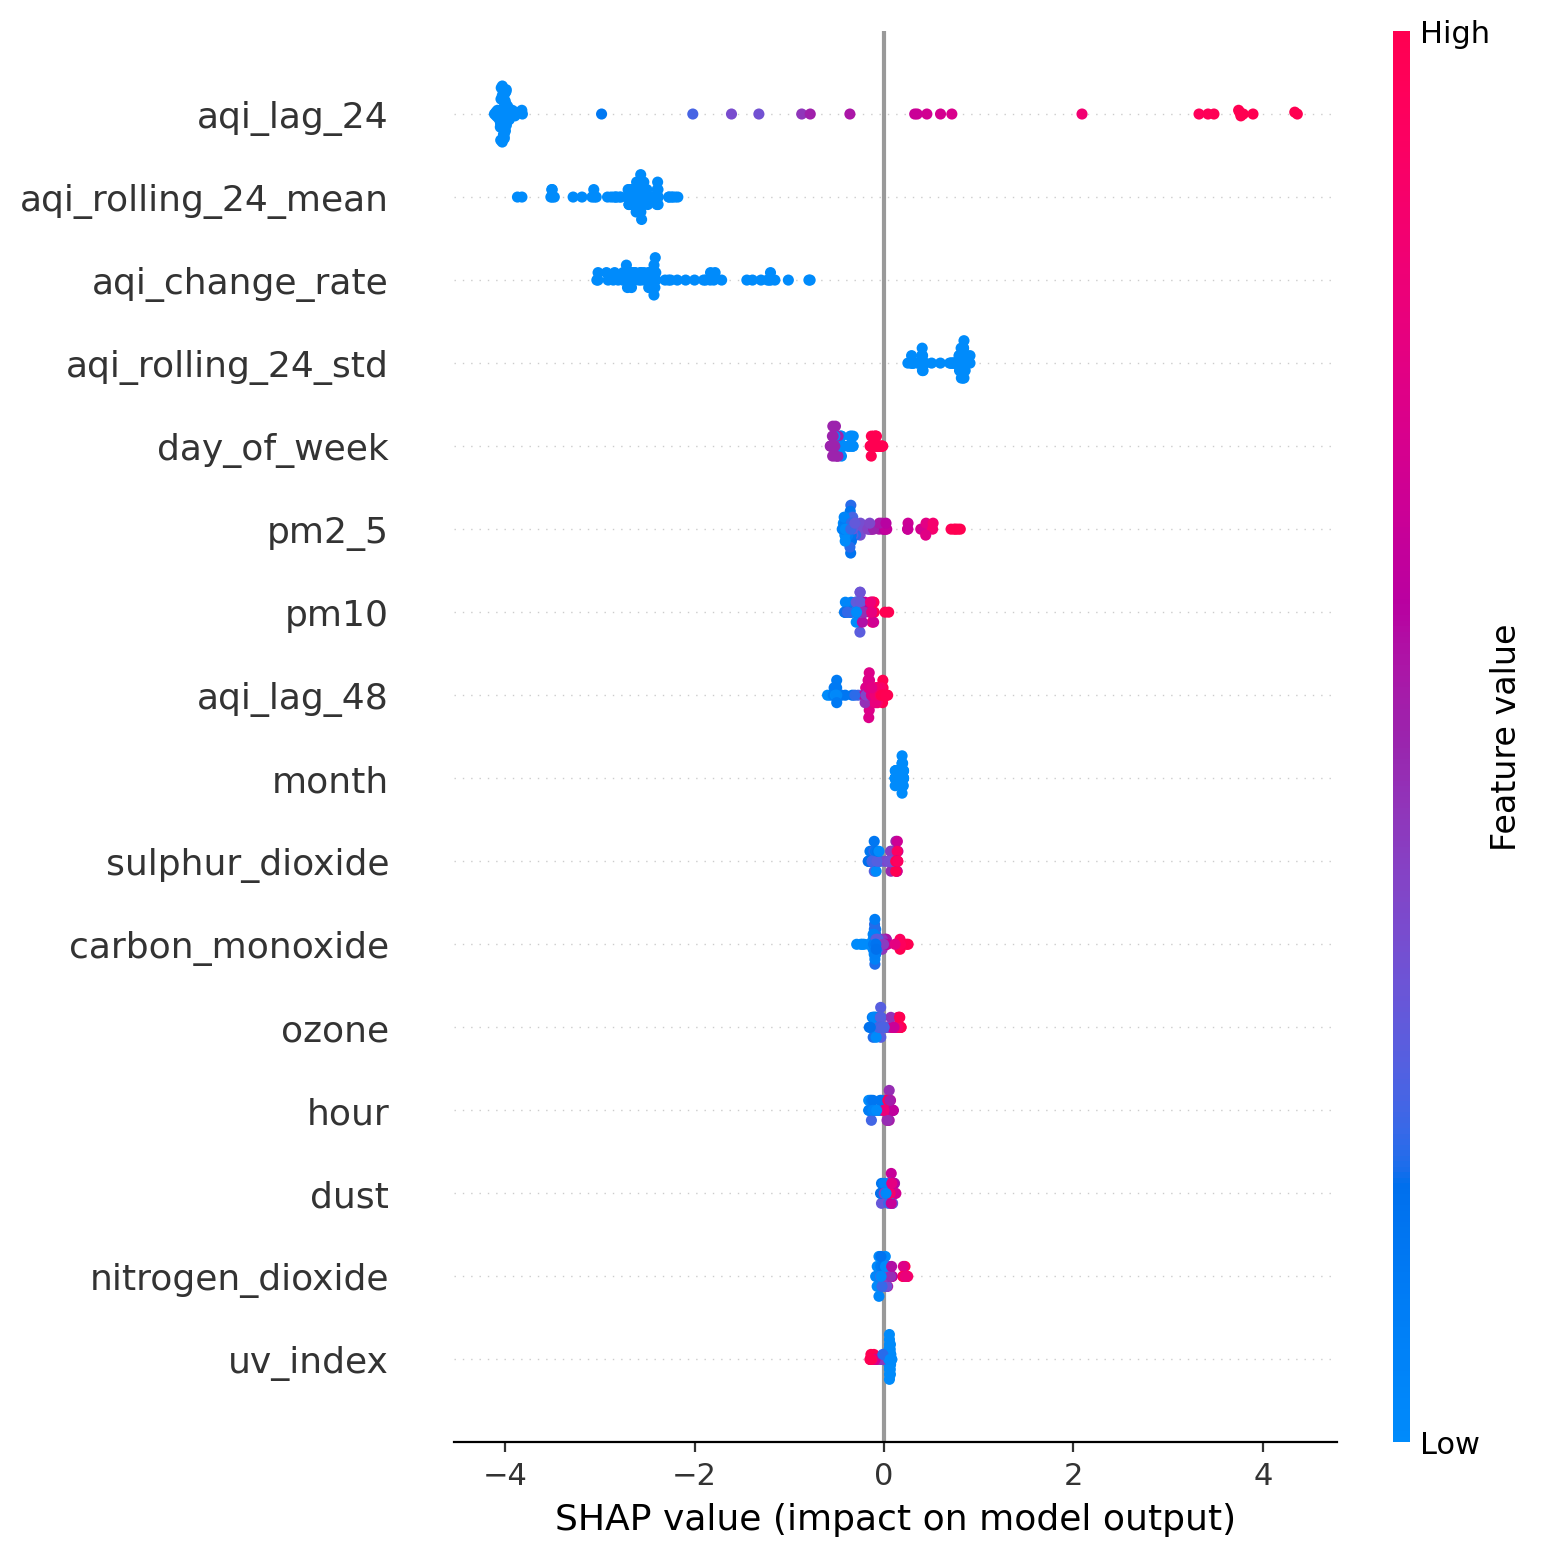 High
aqi_lag_24
aqi_rolling_24_mean
aqi_change_rate
aqi_rolling_24_std
day_of_week
pm2_5
pm10
aqi_lag_48
month
sulphur_dioxide
carbon_monoxide
ozone
hour
dust
nitrogen_dioxide
uv_index
Feature value
Low
−4 −2 0 2 4
SHAP value (impact on model output)